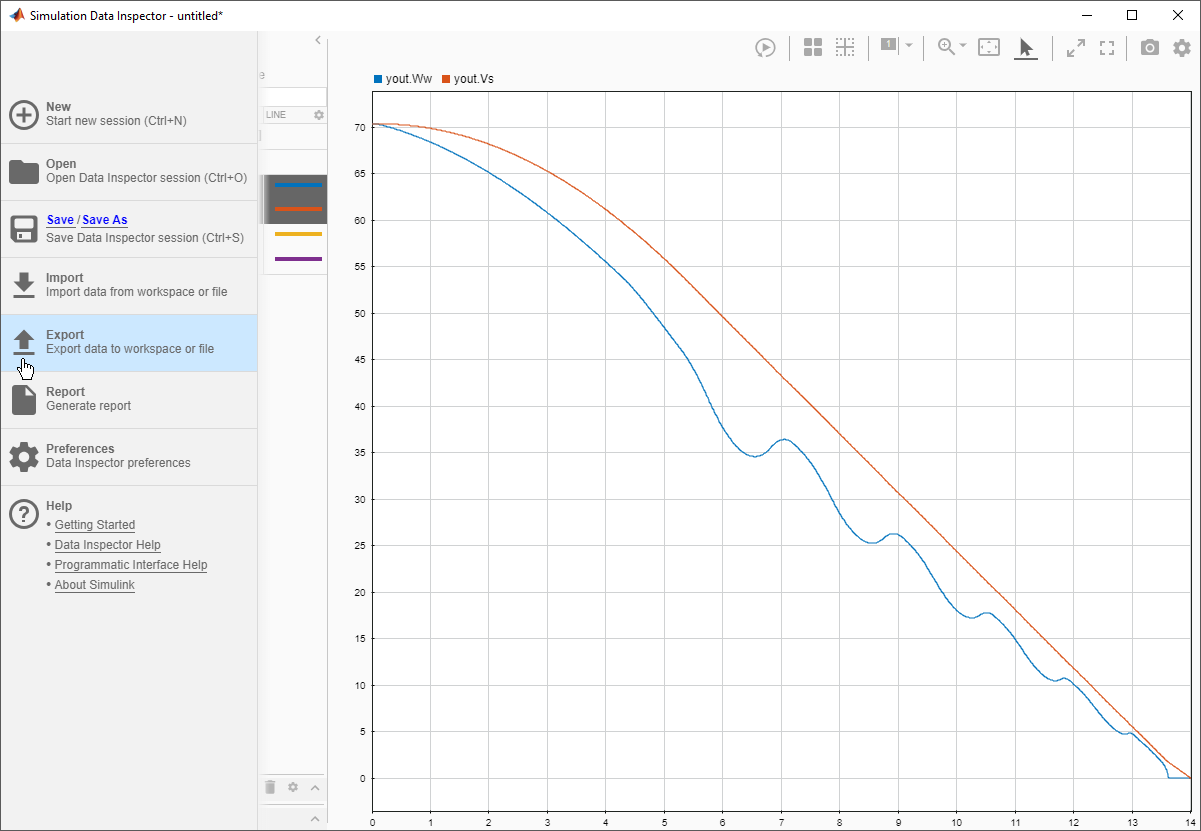 Simulation Data Inspector - untitled*
New
Start new session (Ctrl+N)
Open
Open Data Inspector session (Ctrl+O)
Save / Save As
Save Data Inspector session (Ctrl+S)
Import
Import data from workspace or file
Export
Export data to workspace or file
Report
Generate report
Preferences
Data Inspector preferences
Help
• Getting Started
• Data Inspector Help
• Programmatic Interface Help
• About Simulink
e
LINE
1
yout.Ww yout.Vs
70
65
60
55
50
45
40
35
30
25
20
15
10
5
0
0 1 2 3 4 5 6 7 8 9 10 11 12 13 14